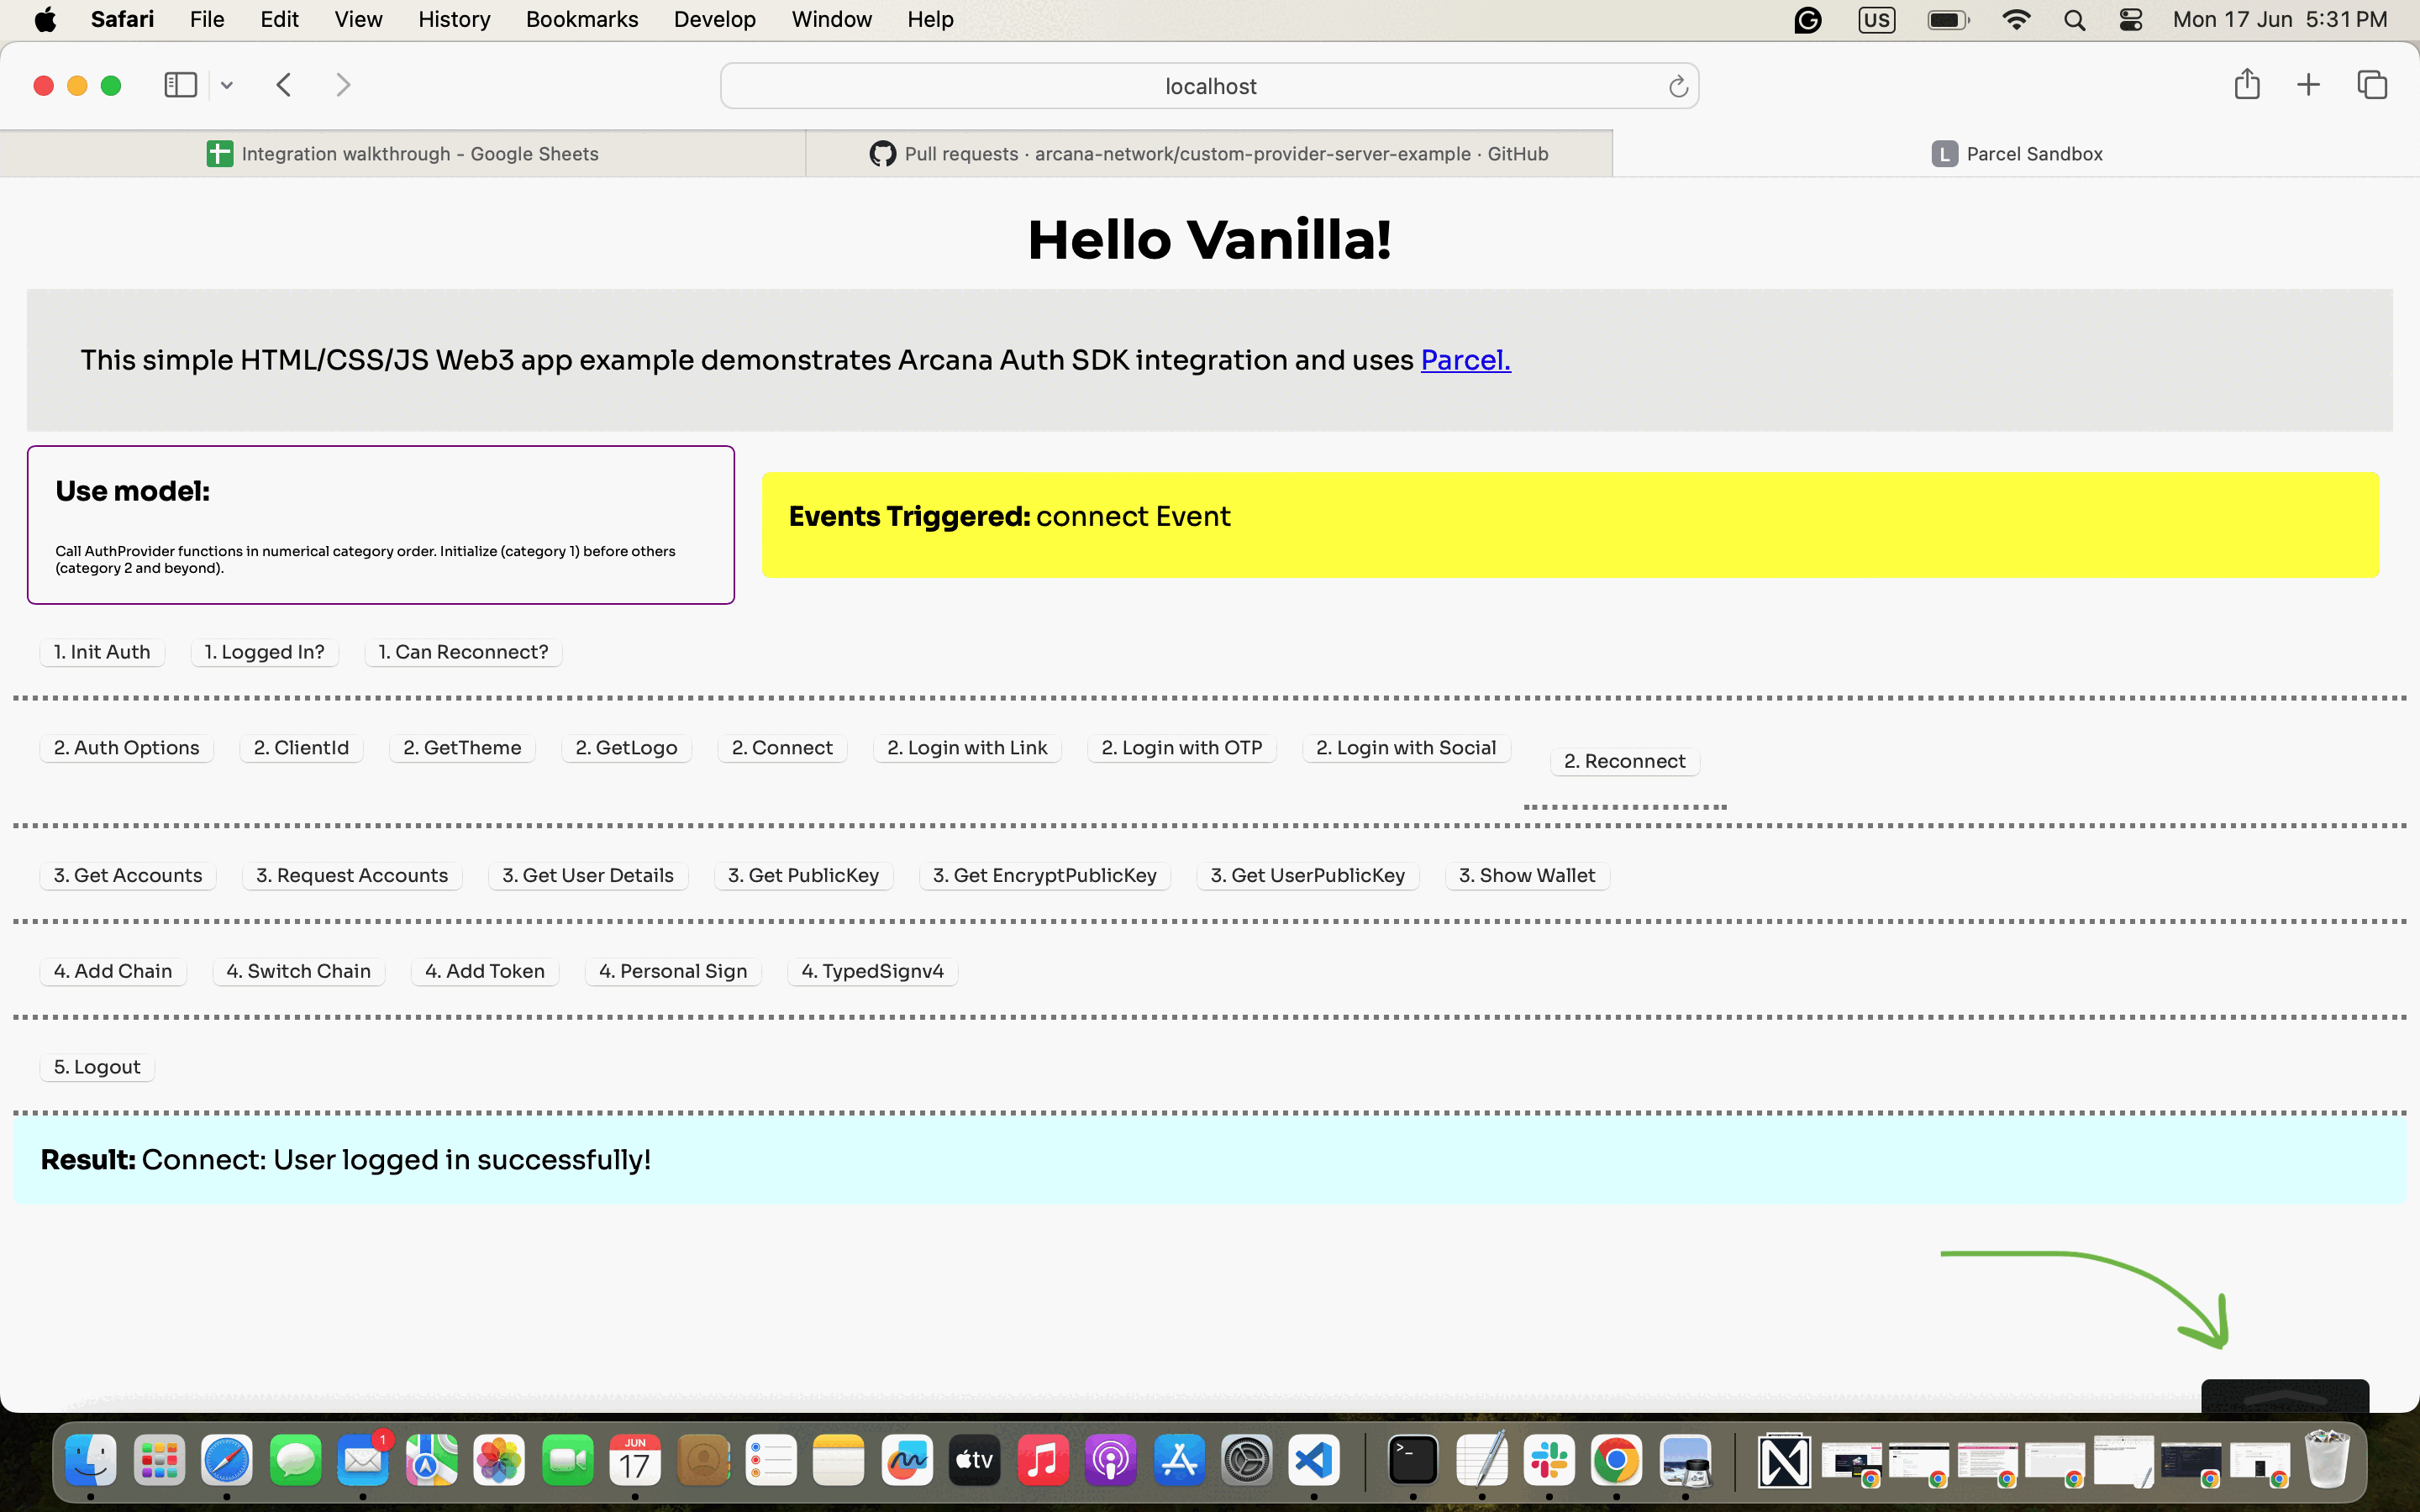 Safari File Edit View History Bookmarks Develop Window Help US Mon 17 Jun 5:31 PM
localhost
Integration walkthrough - Google Sheets
Pull requests · arcana-network/custom-provider-server-example · GitHub
L Parcel Sandbox
Hello Vanilla!
This simple HTML/CSS/JS Web3 app example demonstrates Arcana Auth SDK integration and uses Parcel.
Use model:
Call AuthProvider functions in numerical category order. Initialize (category 1) before others
(category 2 and beyond).
Events Triggered: connect Event
1. Init Auth 1. Logged In? 1. Can Reconnect?
2. Auth Options 2. ClientId 2. GetTheme 2. GetLogo 2. Connect 2. Login with Link 2. Login with OTP 2. Login with Social 2. Reconnect
3. Get Accounts 3. Request Accounts 3. Get User Details 3. Get PublicKey 3. Get EncryptPublicKey 3. Get UserPublicKey 3. Show Wallet
4. Add Chain 4. Switch Chain 4. Add Token 4. Personal Sign 4. TypedSignv4
5. Logout
Result: Connect: User logged in successfully!
1
JUN
17
tv